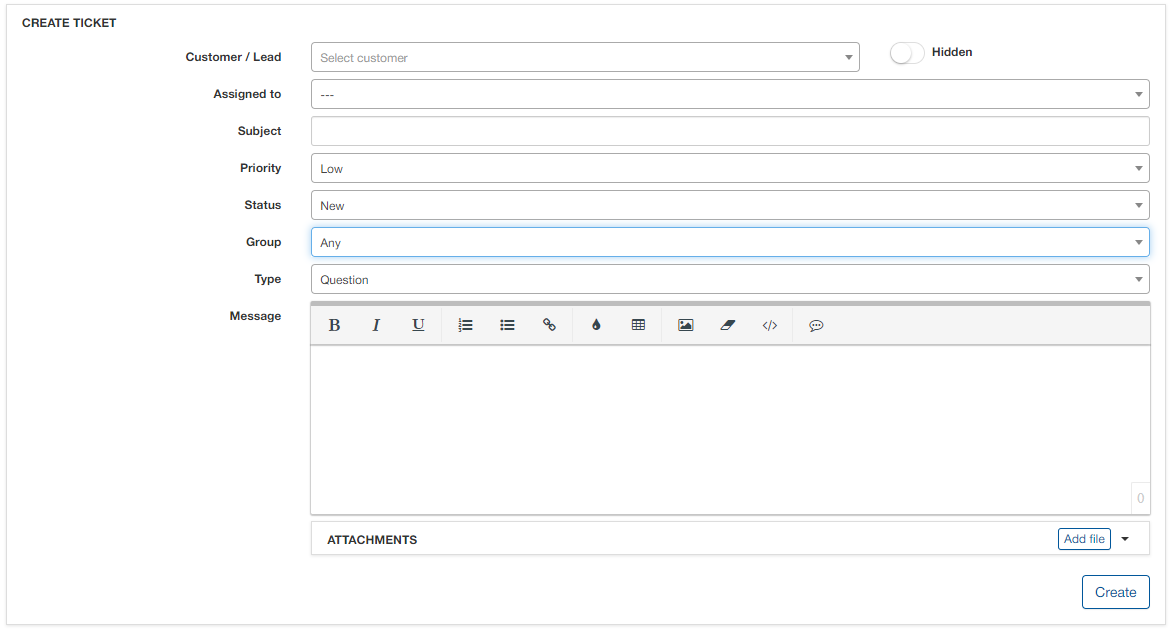 CREATE TICKET
Customer / Lead Select customer Hidden
Assigned to ---
Subject
Priority Low
Status New
Group Any
Type Question
Message B I U </>
0
ATTACHMENTS Add file
Create